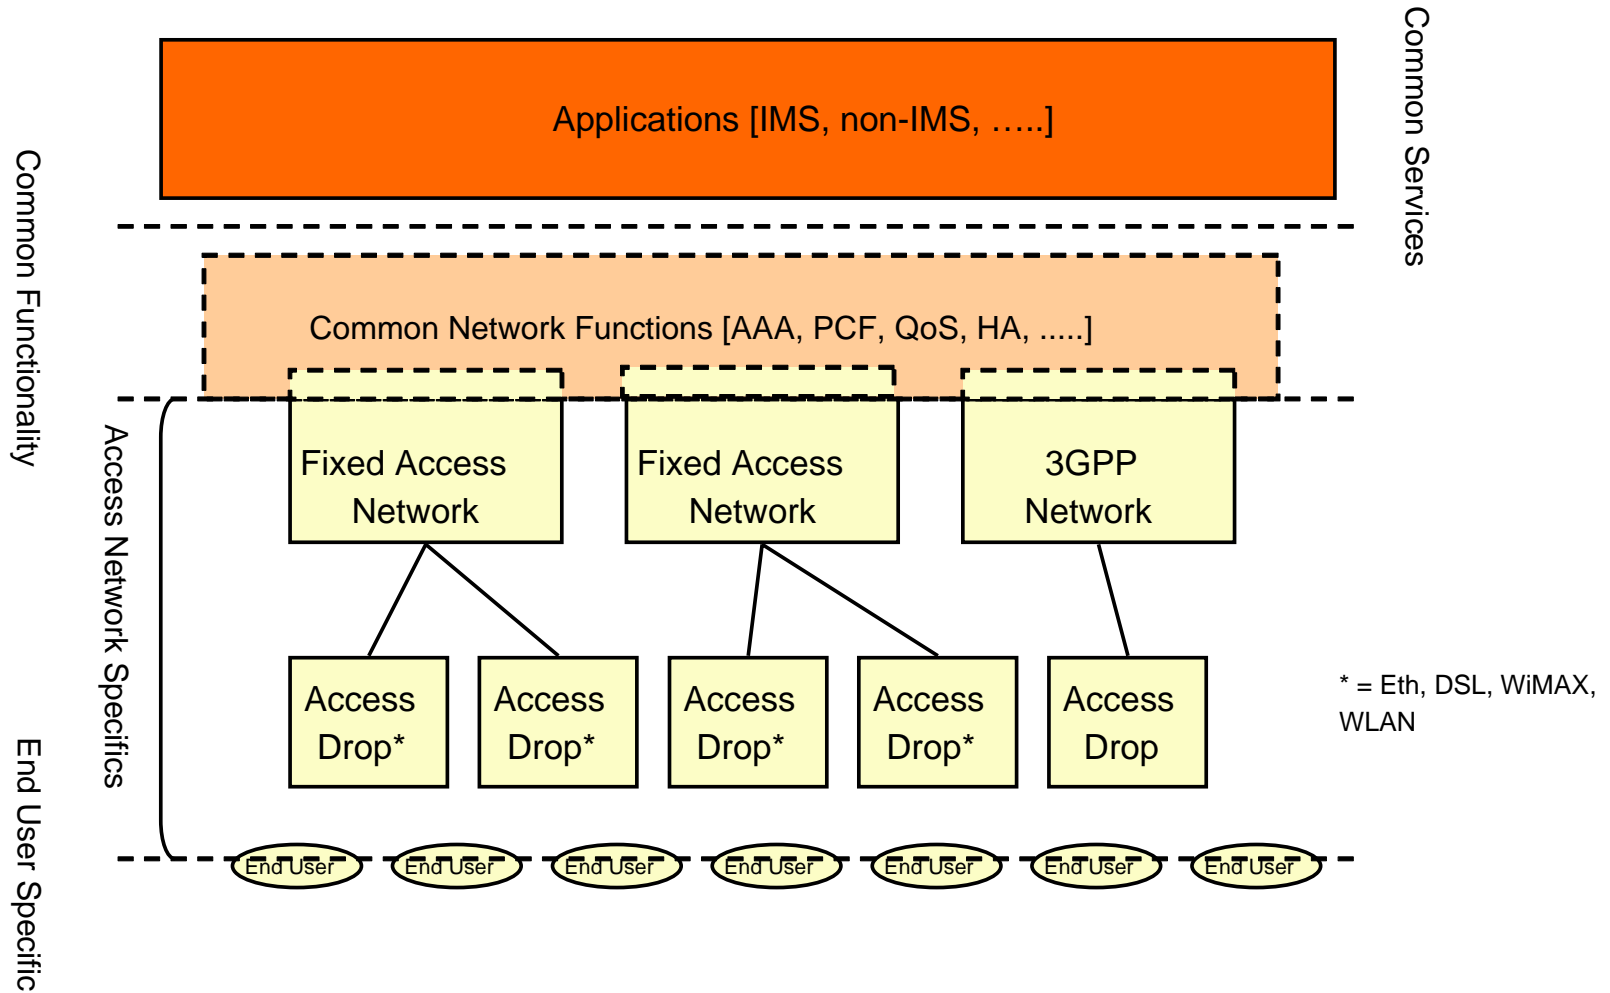 Common Services
Applications [IMS, non-IMS, …..]
Common Functionality
Common Network Functions [AAA, PCF, QoS, HA, .....]
Access Network Specifics
Fixed Access
Network
Fixed Access
Network
3GPP
Network
Access
Drop*
Access
Drop*
Access
Drop*
Access
Drop*
Access
Drop
* = Eth, DSL, WiMAX,
WLAN
End User Specific
End User
End User
End User
End User
End User
End User
End User